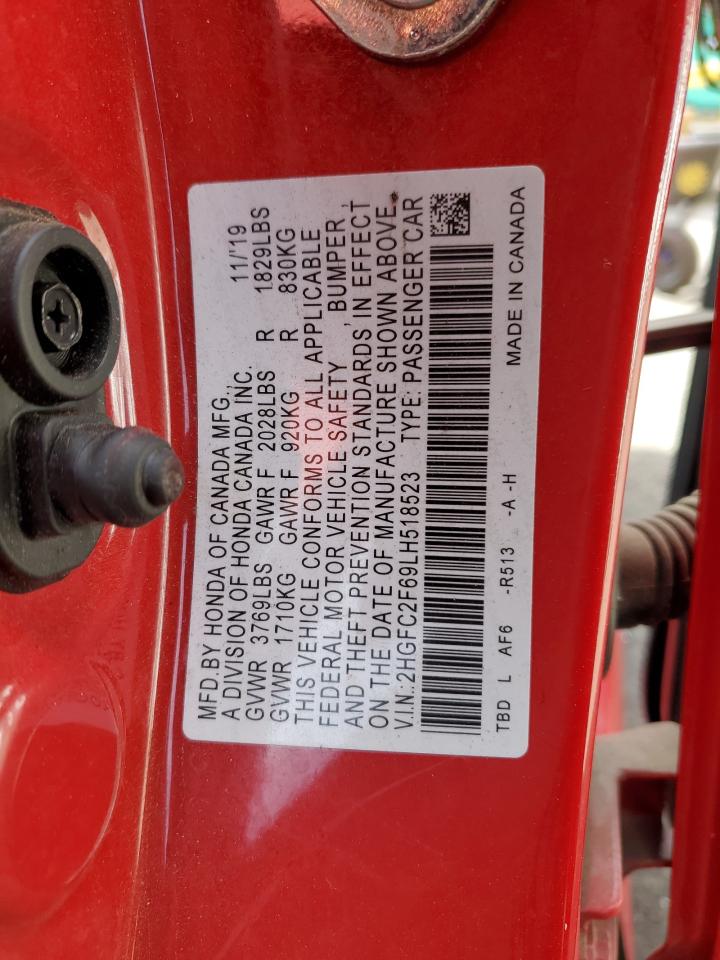 MFD.BY HONDA OF CANADA MFG.,
A DIVISION OF HONDA CANADA INC. 11/'19
GVWR 3769LBS GAWR F 2028LBS R 1829LBS
GVWR 1710KG GAWR F 920KG R 830KG
THIS VEHICLE CONFORMS TO ALL APPLICABLE
FEDERAL MOTOR VEHICLE SAFETY, BUMPER,
AND THEFT PREVENTION STANDARDS IN EFFECT
ON THE DATE OF MANUFACTURE SHOWN ABOVE.
V.I.N.:2HGFC2F69LH518523 TYPE: PASSENGER CAR
TBD L AF6 -R513 -A -H MADE IN CANADA